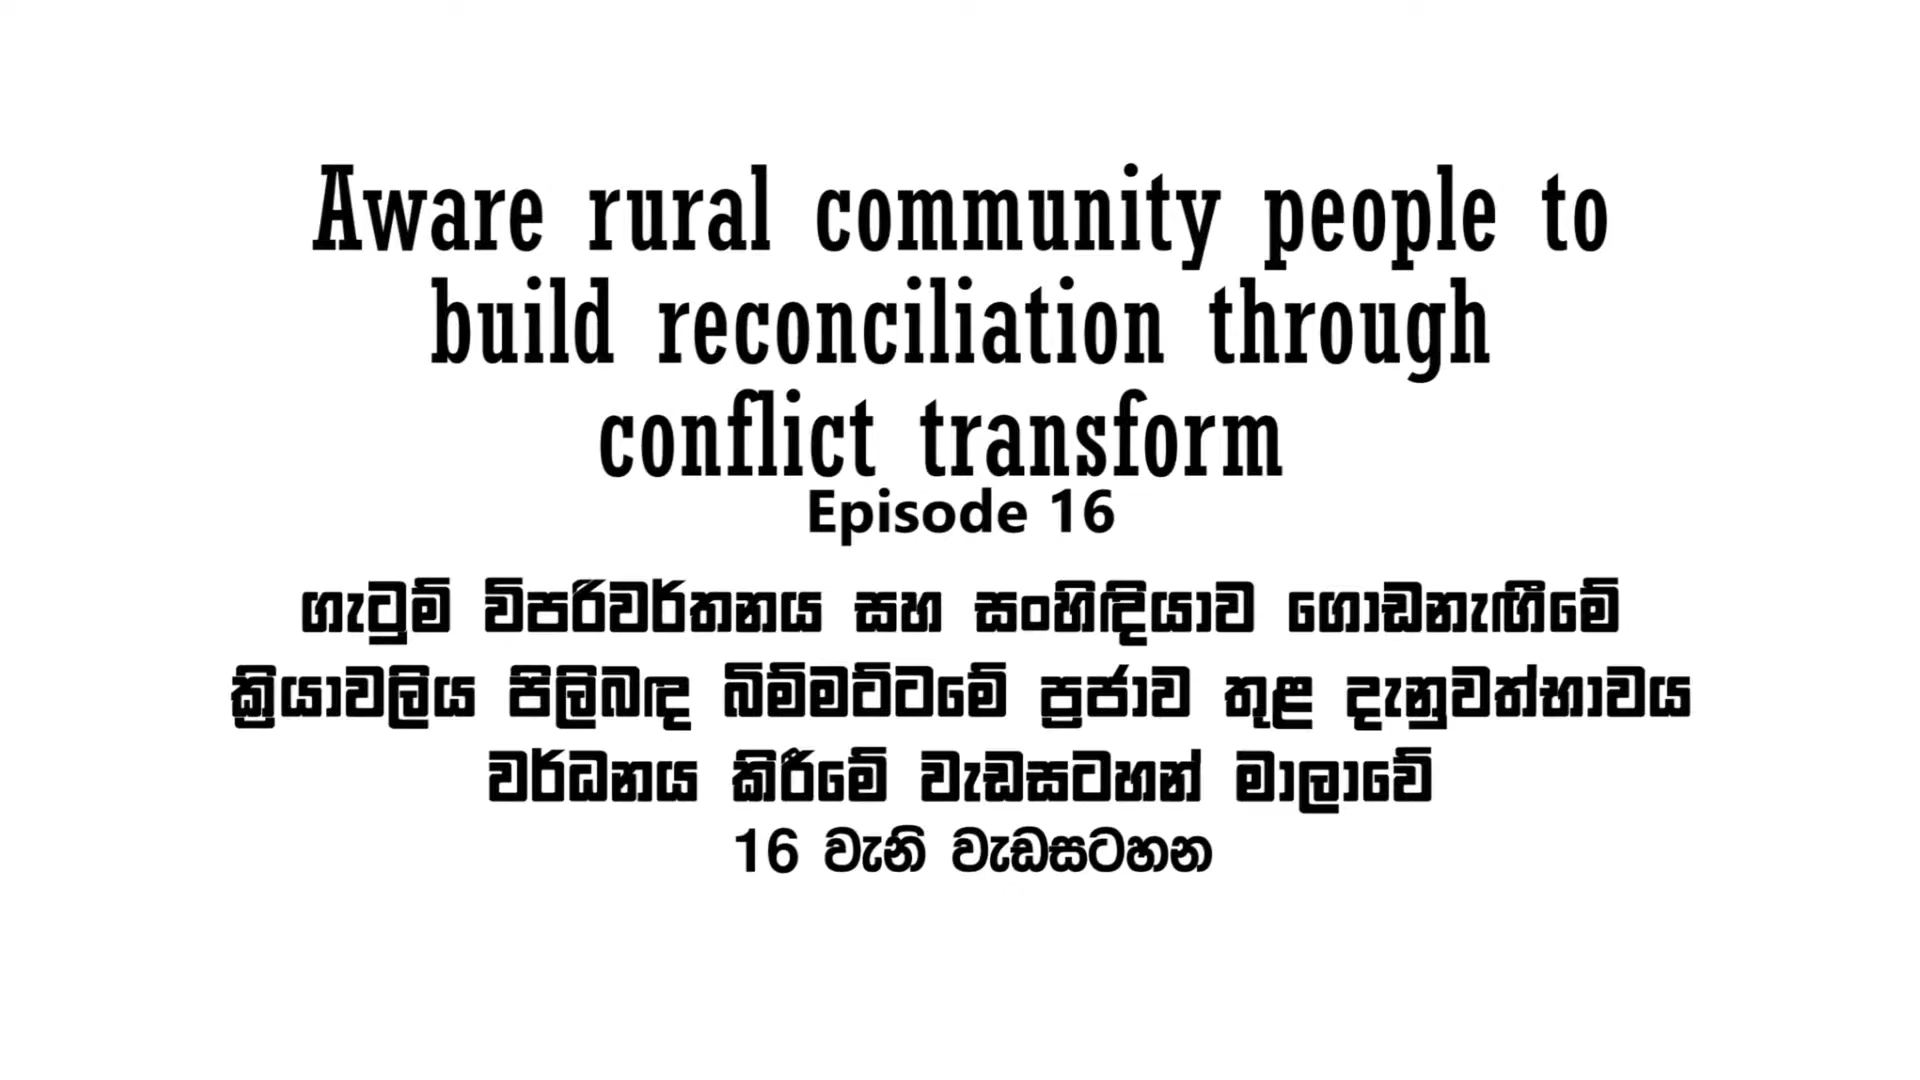 Aware rural community people to
build reconciliation through
conflict transform
Episode 16
ගැටුම් විපරිවර්තනය සහ සංහිඳියාව ගොඩනැඟීමේ
ක්‍රියාවලිය පිලිබඳ බිම්මට්ටමේ ප්‍රජාව තුළ දැනුවත්භාවය
වර්ධනය කිරීමේ වැඩසටහන් මාලාවේ
16 වැනි වැඩසටහන